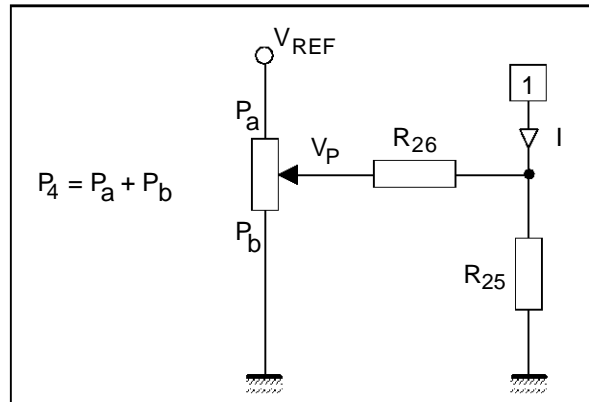 V_REF
1
P_a
I
V_P
R_26
P_4 = P_a + P_b
P_b
R_25